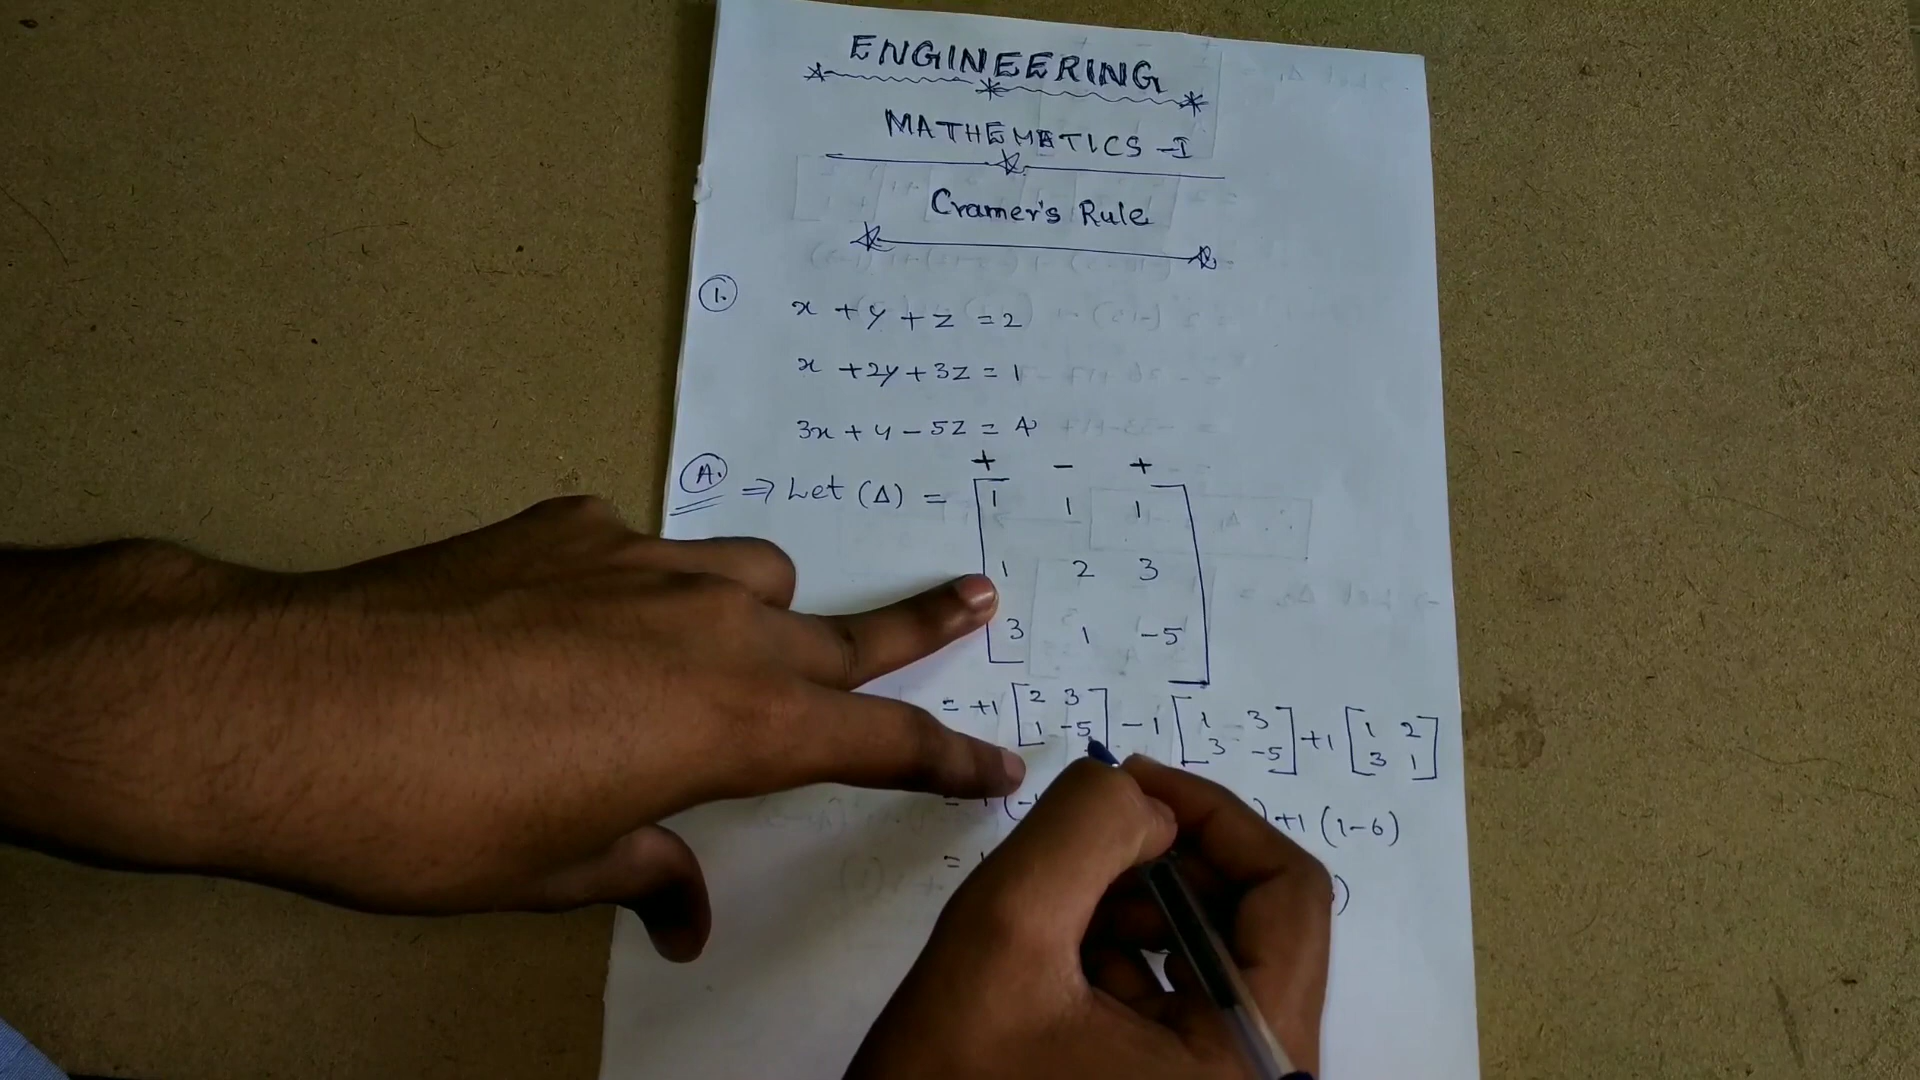 ENGINEERING
MATHEMETICS -I
Cramer's Rule
1. x + y + z = 2
x + 2y + 3z = 1
3x + y - 5z = 4
+ - +
A. ⇒ Let (Δ) = [1 1 1
1 2 3
3 1 -5]
= +1 [2 3 1 -5] - 1 [1 3 3 -5] + 1 [1 2 3 1]
) + 1 (1-6)